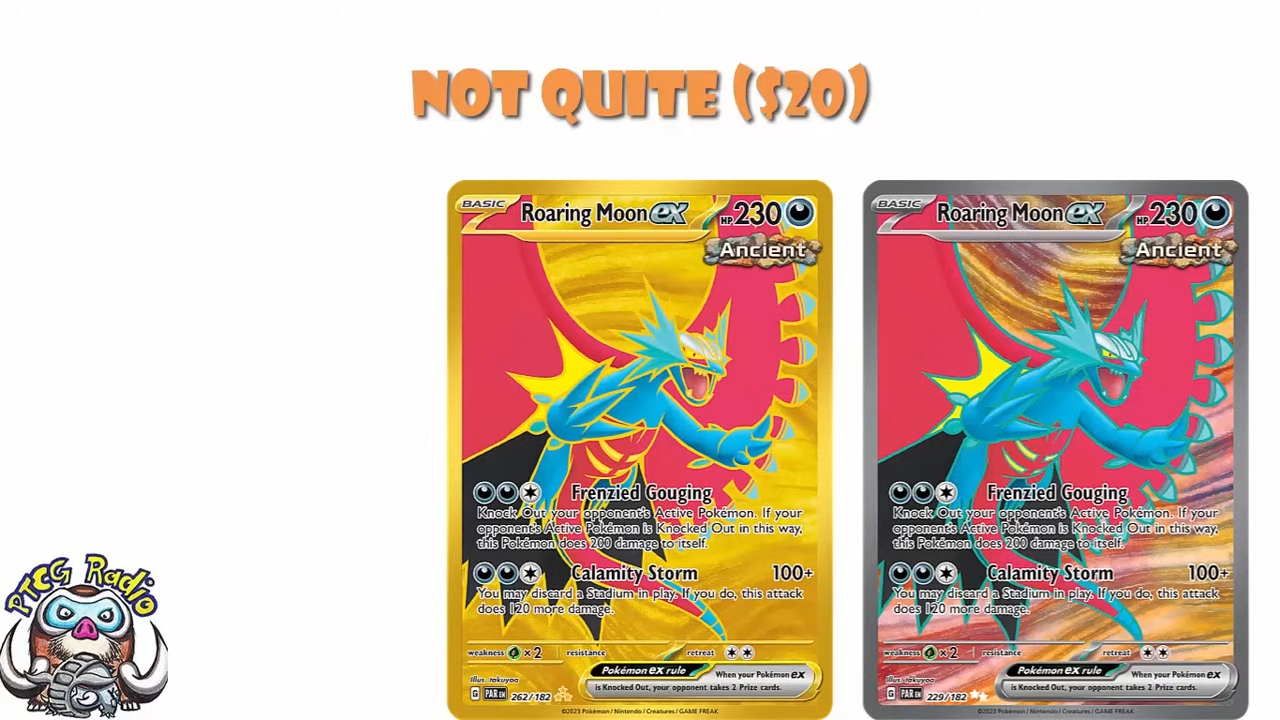 NOT QUITE ($20)
BASIC Roaring Moon ex HP 230
Ancient
Frenzied Gouging
Knock Out your opponent's Active Pokémon. If your
opponent's Active Pokémon is Knocked Out in this way,
this Pokémon does 200 damage to itself.
Calamity Storm 100+
You may discard a Stadium in play. If you do, this attack
does 120 more damage.
weakness ×2 resistance retreat
Illus. takuyoa
Pokémon ex rule When your Pokémon ex
is Knocked Out, your opponent takes 2 Prize cards.
G PAR EN 262/182
©2023 Pokémon / Nintendo / Creatures / GAME FREAK
BASIC Roaring Moon ex HP 230
Ancient
Frenzied Gouging
Knock Out your opponent's Active Pokémon. If your
opponent's Active Pokémon is Knocked Out in this way,
this Pokémon does 200 damage to itself.
Calamity Storm 100+
You may discard a Stadium in play. If you do, this attack
does 120 more damage.
weakness ×2 resistance retreat
Illus. takuyoa
Pokémon ex rule When your Pokémon ex
is Knocked Out, your opponent takes 2 Prize cards.
G PAR EN 229/182
©2023 Pokémon / Nintendo / Creatures / GAME FREAK
PTCG Radio